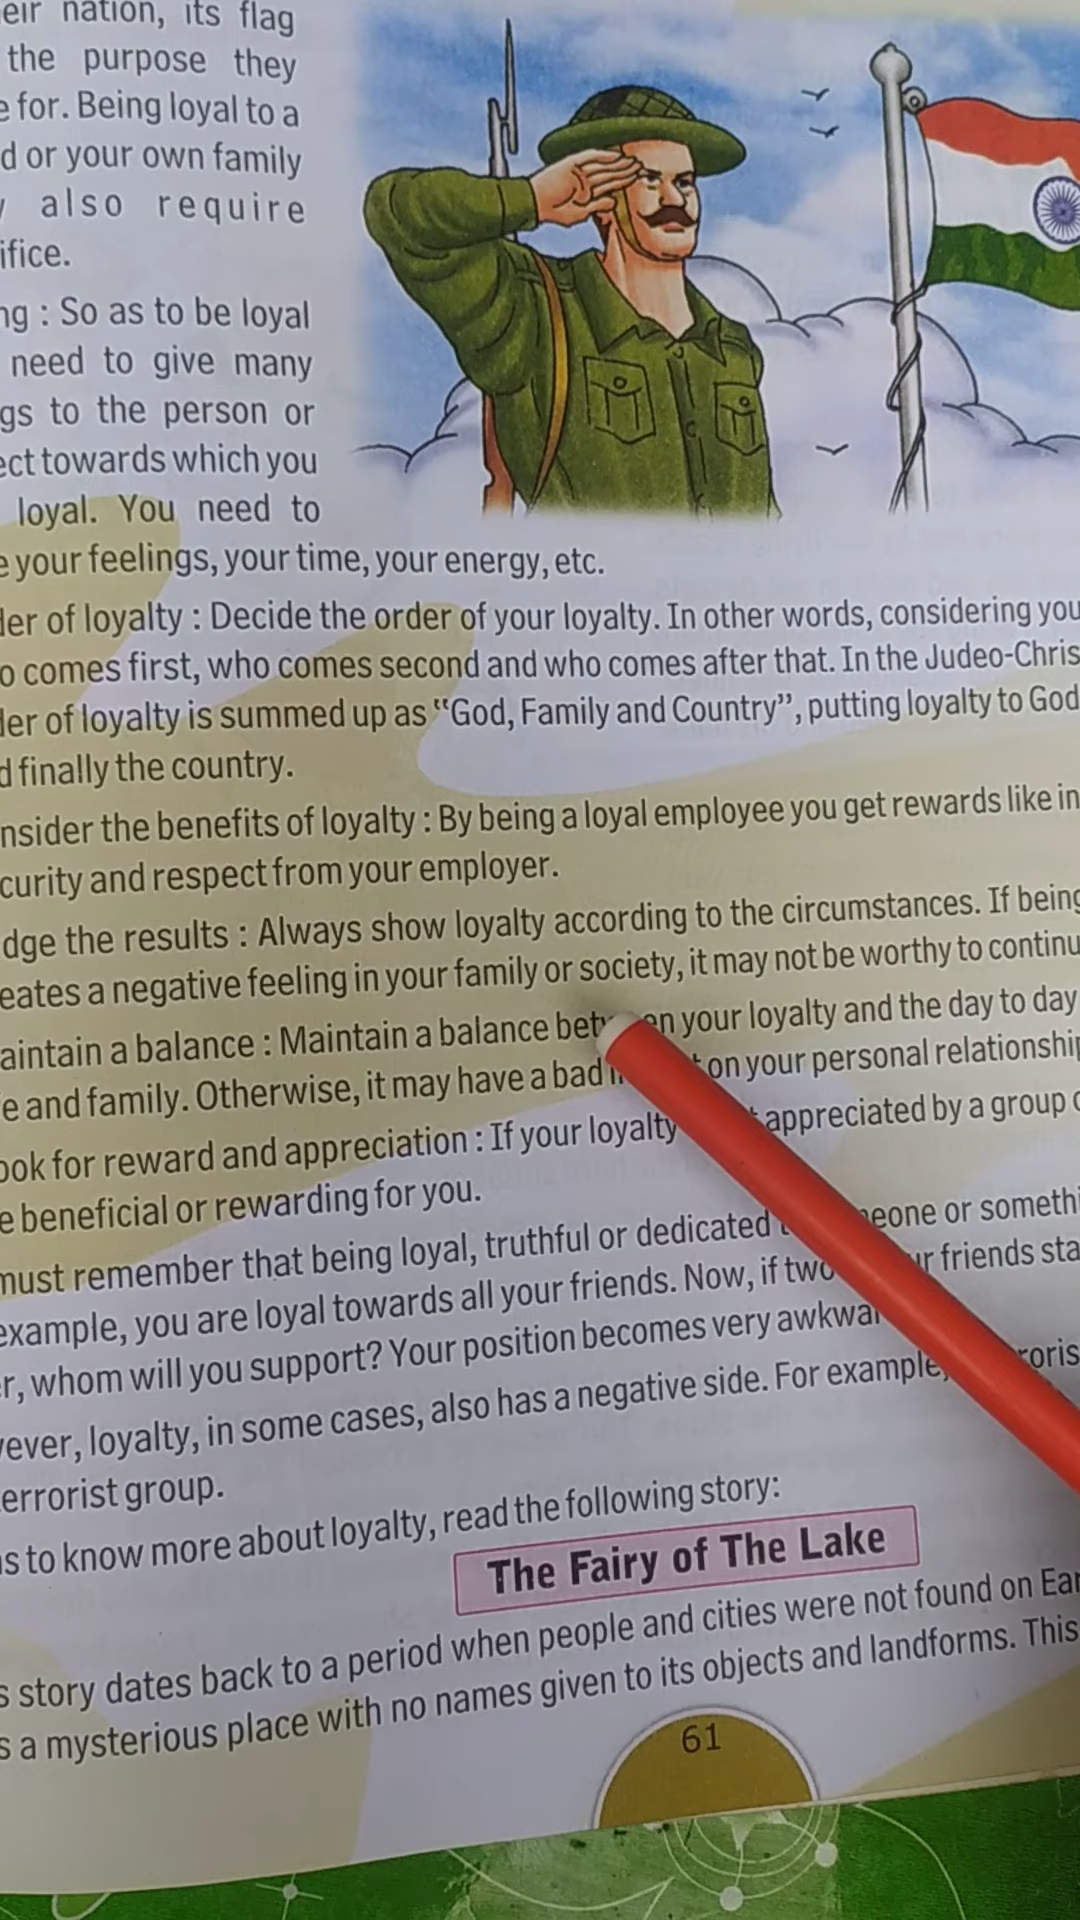 eir nation, its flag
the purpose they
e for. Being loyal to a
d or your own family
also require
ifice.
ng : So as to be loyal
need to give many
gs to the person or
ect towards which you
loyal. You need to
e your feelings, your time, your energy, etc.
der of loyalty : Decide the order of your loyalty. In other words, considering you
o comes first, who comes second and who comes after that. In the Judeo-Chris
der of loyalty is summed up as "God, Family and Country", putting loyalty to God
d finally the country.
nsider the benefits of loyalty : By being a loyal employee you get rewards like in
curity and respect from your employer.
dge the results : Always show loyalty according to the circumstances. If being
eates a negative feeling in your family or society, it may not be worthy to continu
aintain a balance : Maintain a balance bet en your loyalty and the day to day
e and family. Otherwise, it may have a bad on your personal relationship
ook for reward and appreciation : If your loyalty appreciated by a group o
e beneficial or rewarding for you.
must remember that being loyal, truthful or dedicated eone or somethi
example, you are loyal towards all your friends. Now, if two r friends sta
er, whom will you support? Your position becomes very awkwar
vever, loyalty, in some cases, also has a negative side. For example, roris
errorist group.
as to know more about loyalty, read the following story:
The Fairy of The Lake
s story dates back to a period when people and cities were not found on Ear
s a mysterious place with no names given to its objects and landforms. This
61